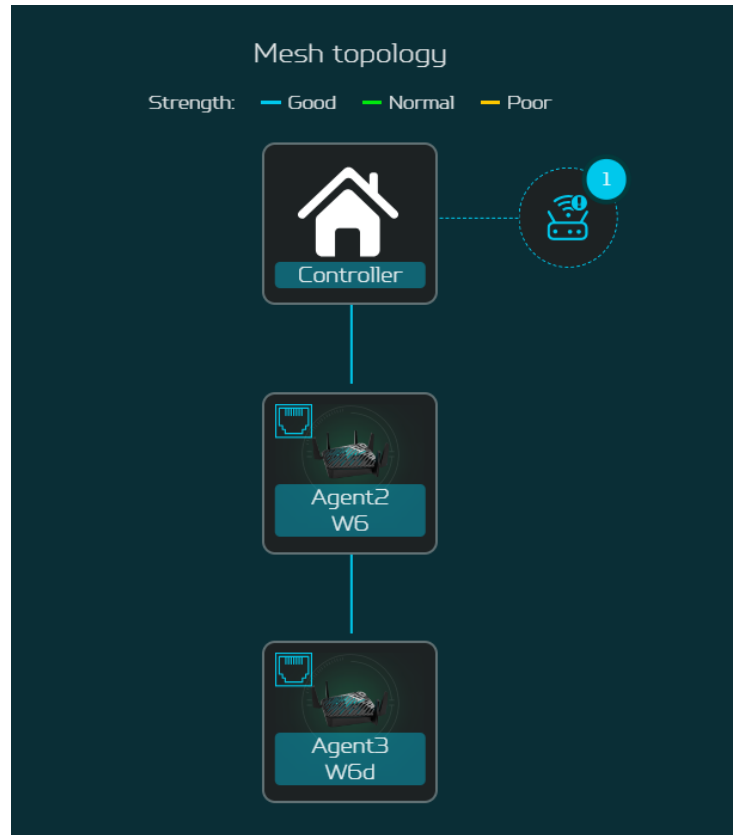 Mesh topology
Strength: Good Normal Poor
1
Controller
Agent2
W6
Agent3
W6d